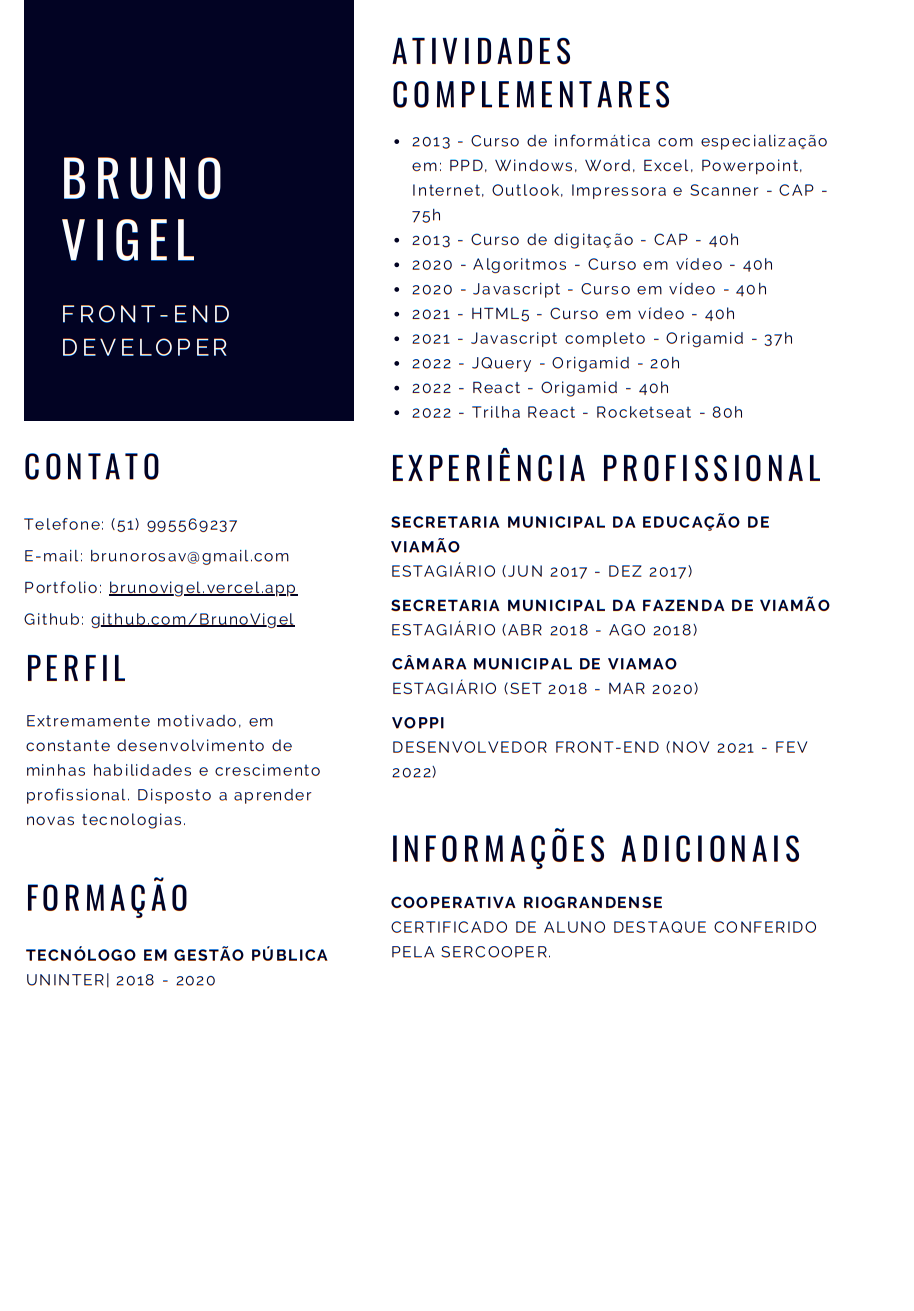 BRUNO
VIGEL
FRONT-END
DEVELOPER
CONTATO
Telefone: (51) 995569237
E-mail: brunorosav@gmail.com
Portfolio: brunovigel.vercel.app
Github: github.com/BrunoVigel
PERFIL
Extremamente motivado, em
constante desenvolvimento de
minhas habilidades e crescimento
profissional. Disposto a aprender
novas tecnologias.
FORMAÇÃO
TECNÓLOGO EM GESTÃO PÚBLICA
UNINTER| 2018 - 2020
ATIVIDADES
COMPLEMENTARES
• 2013 - Curso de informática com especialização
em: PPD, Windows, Word, Excel, Powerpoint,
Internet, Outlook, Impressora e Scanner - CAP -
75h
• 2013 - Curso de digitação - CAP - 40h
• 2020 - Algoritmos - Curso em vídeo - 40h
• 2020 - Javascript - Curso em vídeo - 40h
• 2021 - HTML5 - Curso em vídeo - 40h
• 2021 - Javascript completo - Origamid - 37h
• 2022 - JQuery - Origamid - 20h
• 2022 - React - Origamid - 40h
• 2022 - Trilha React - Rocketseat - 80h
EXPERIÊNCIA PROFISSIONAL
SECRETARIA MUNICIPAL DA EDUCAÇÃO DE
VIAMÃO
ESTAGIÁRIO (JUN 2017 - DEZ 2017)
SECRETARIA MUNICIPAL DA FAZENDA DE VIAMÃO
ESTAGIÁRIO (ABR 2018 - AGO 2018)
CÂMARA MUNICIPAL DE VIAMAO
ESTAGIÁRIO (SET 2018 - MAR 2020)
VOPPI
DESENVOLVEDOR FRONT-END (NOV 2021 - FEV
2022)
INFORMAÇÕES ADICIONAIS
COOPERATIVA RIOGRANDENSE
CERTIFICADO DE ALUNO DESTAQUE CONFERIDO
PELA SERCOOPER.